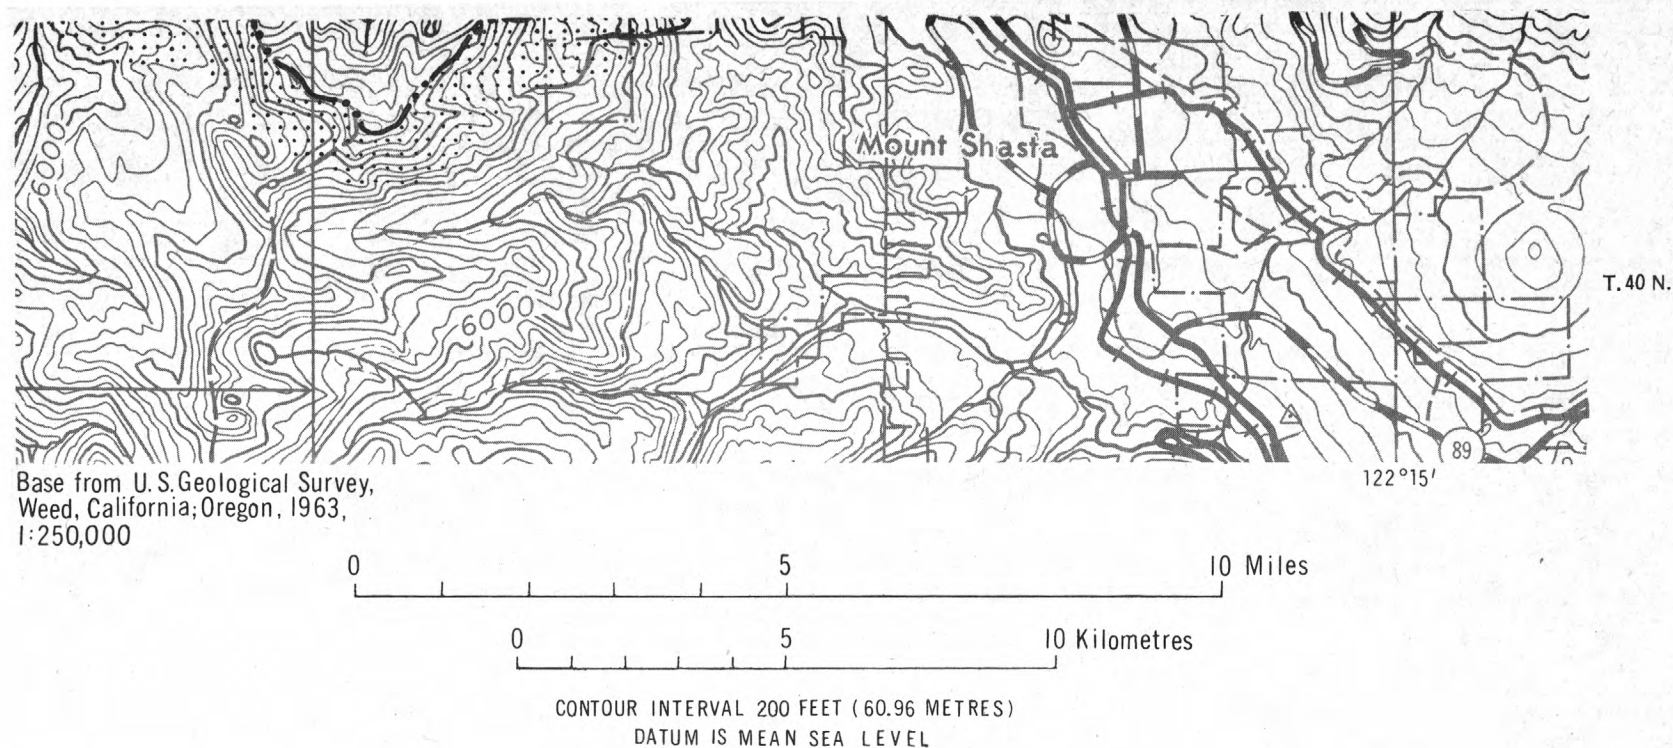 6000
Mount Shasta
T. 40 N.
6000
89
122°15'
Base from U.S. Geological Survey,
Weed, California; Oregon, 1963,
1:250,000
0 5 10 Miles
0 5 10 Kilometres
CONTOUR INTERVAL 200 FEET (60.96 METRES)
DATUM IS MEAN SEA LEVEL